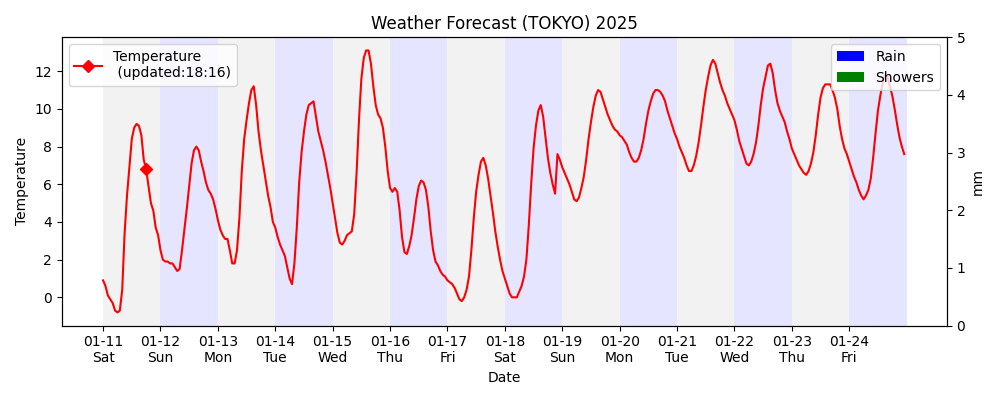 Weather Forecast (TOKYO) 2025
Temperature
(updated:18:16)
Rain
Showers
Temperature
12
10
8
6
4
2
0
5
4
3
2
1
0
mm
01-11 01-12 01-13 01-14 01-15 01-16 01-17 01-18 01-19 01-20 01-21 01-22 01-23 01-24
Sat Sun Mon Tue Wed Thu Fri Sat Sun Mon Tue Wed Thu Fri
Date